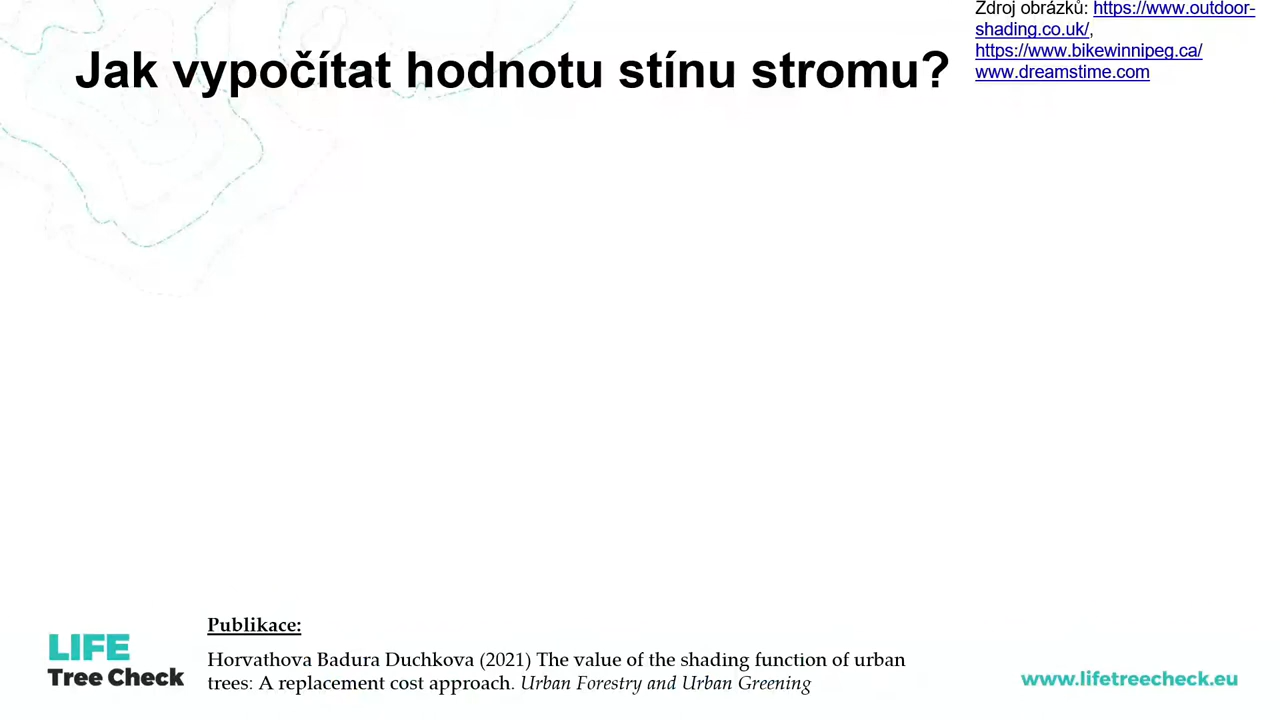 Jak vypočítat hodnotu stínu stromu?
Zdroj obrázků: https://www.outdoor-
shading.co.uk/,
https://www.bikewinnipeg.ca/
www.dreamstime.com
Publikace:
Horvathova Badura Duchkova (2021) The value of the shading function of urban
trees: A replacement cost approach. Urban Forestry and Urban Greening
LIFE
Tree Check
www.lifetreecheck.eu